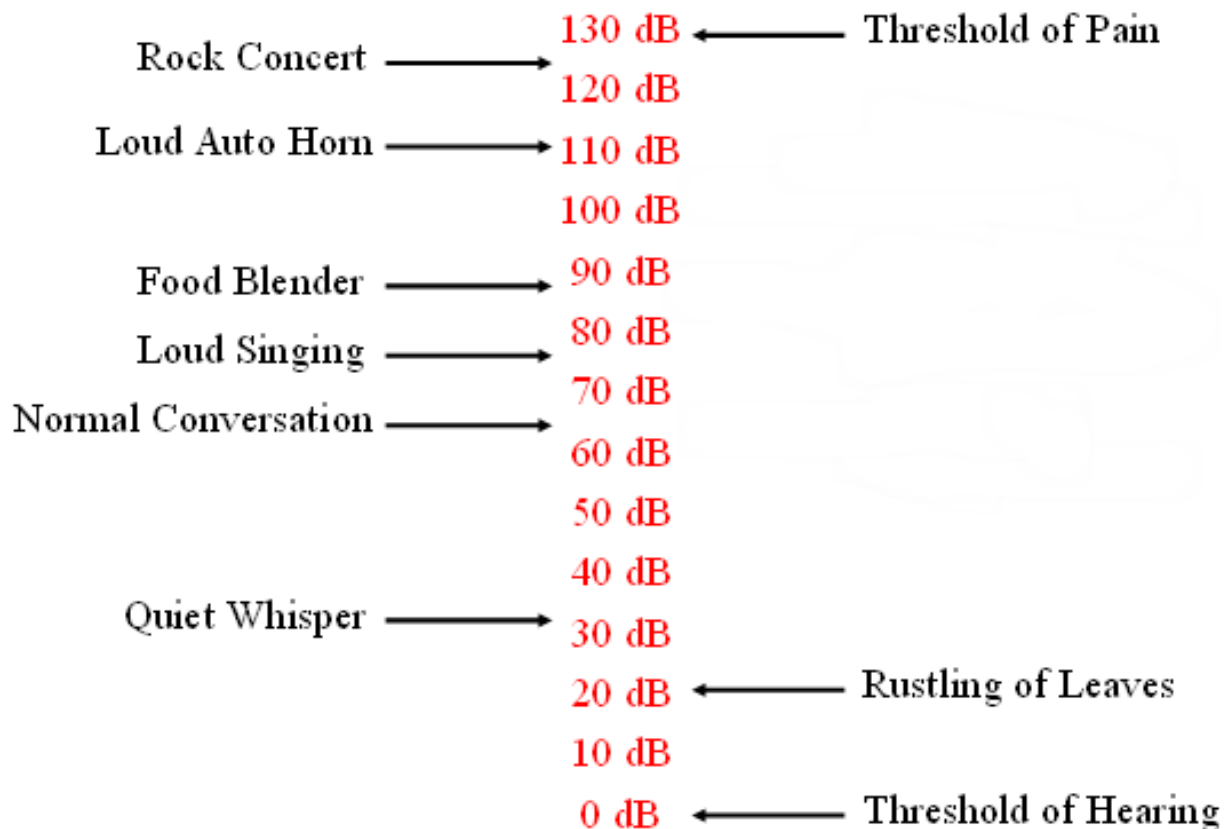 130 dB Threshold of Pain
Rock Concert
120 dB
Loud Auto Horn 110 dB
100 dB
Food Blender 90 dB
80 dB
Loud Singing
70 dB
Normal Conversation
60 dB
50 dB
40 dB
Quiet Whisper 30 dB
20 dB Rustling of Leaves
10 dB
0 dB Threshold of Hearing